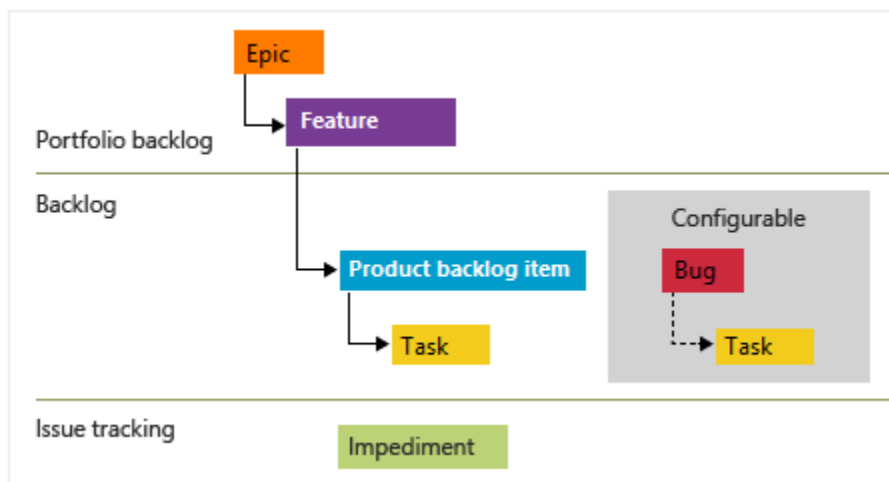 Epic
Feature
Portfolio backlog
Backlog
Configurable
Product backlog item
Bug
Task
Task
Issue tracking
Impediment